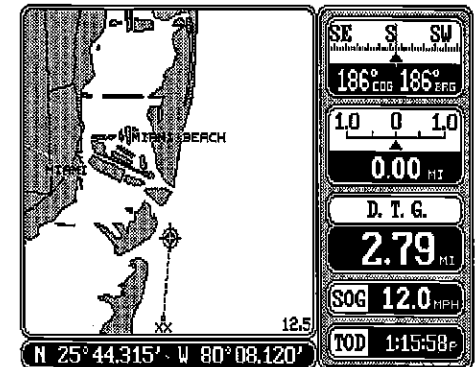 MIAMI BEACH
MIAMI
XX
12.5
N 25°44.315' W 80°08.120'
SE S SW
186°COG 186°BRG
1.0 0 1.0
0.00 MI
D. T. G.
2.79 MI
SOG 12.0 MPH
TOD 1:15:58P